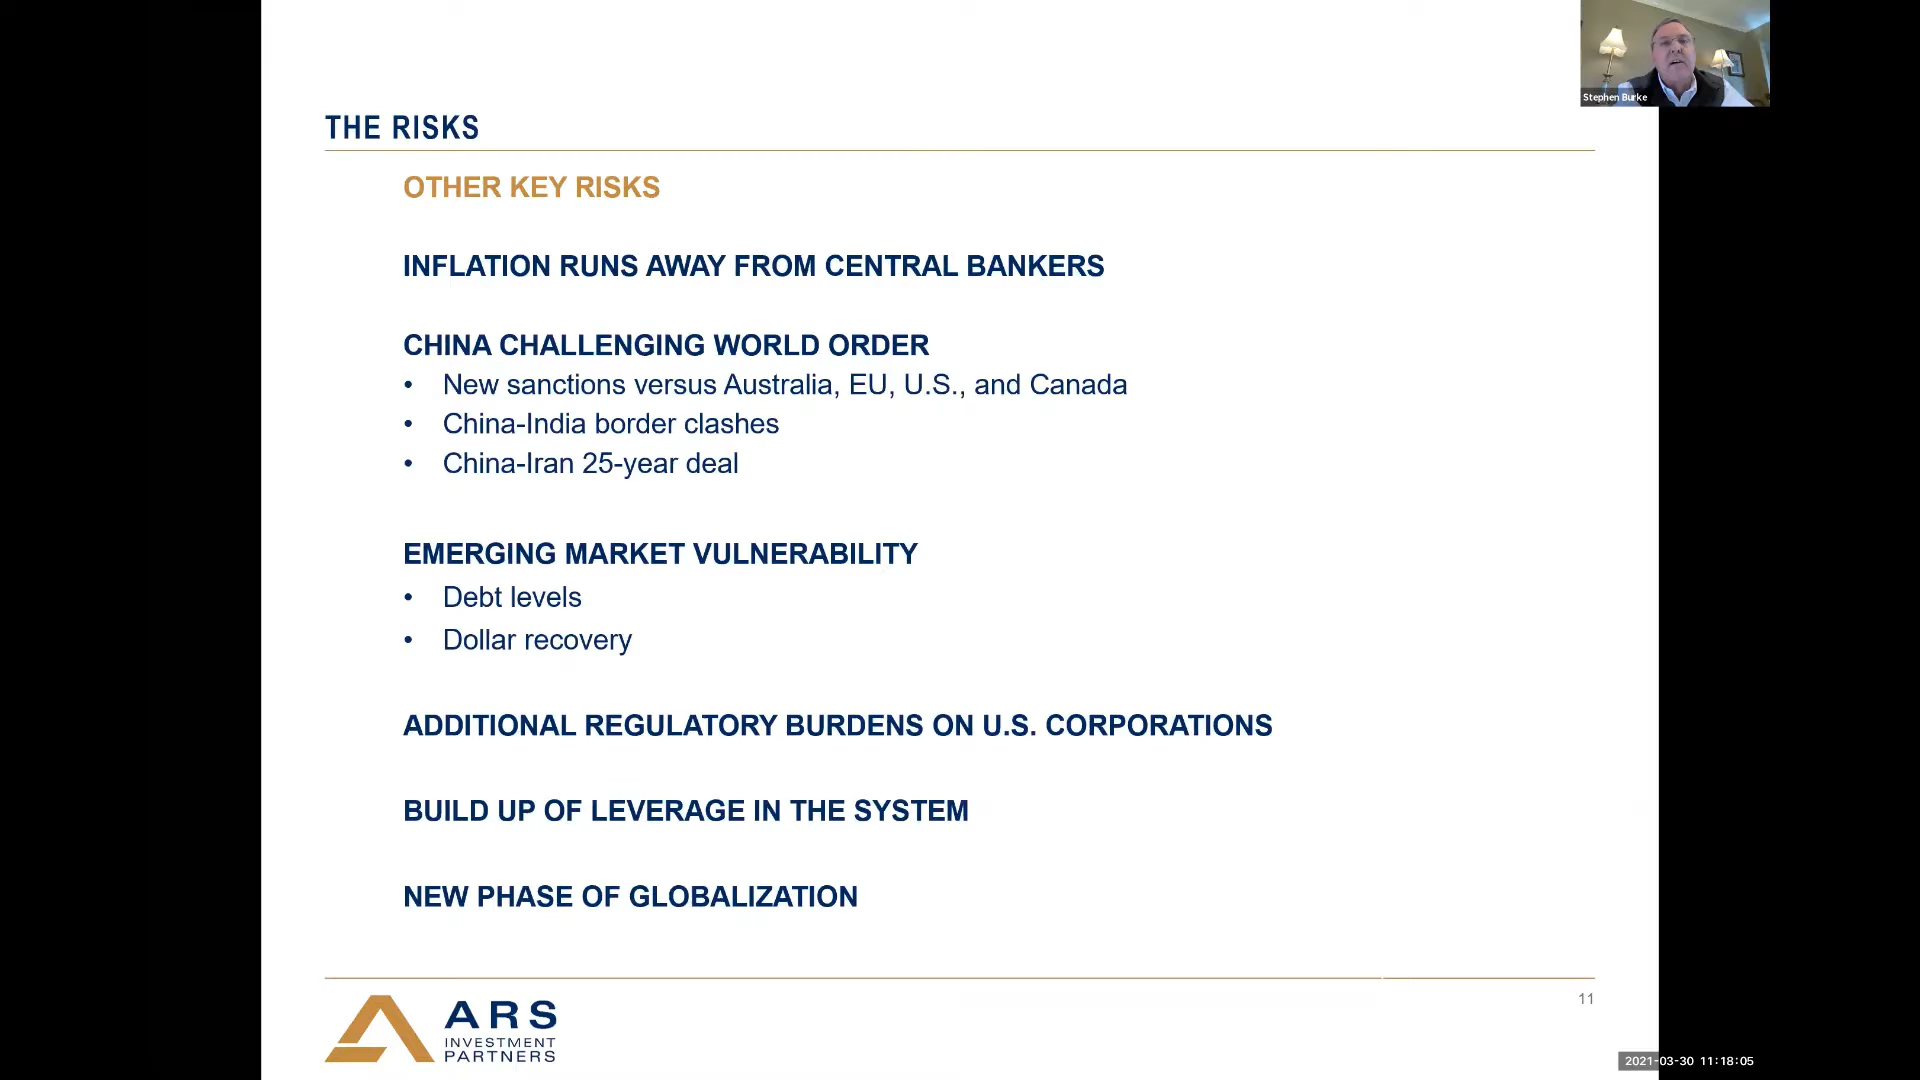 Stephen Burke
THE RISKS
OTHER KEY RISKS
INFLATION RUNS AWAY FROM CENTRAL BANKERS
CHINA CHALLENGING WORLD ORDER
• New sanctions versus Australia, EU, U.S., and Canada
• China-India border clashes
• China-Iran 25-year deal
EMERGING MARKET VULNERABILITY
• Debt levels
• Dollar recovery
ADDITIONAL REGULATORY BURDENS ON U.S. CORPORATIONS
BUILD UP OF LEVERAGE IN THE SYSTEM
NEW PHASE OF GLOBALIZATION
11
ARS
INVESTMENT
PARTNERS
2021-03-30 11:18:05